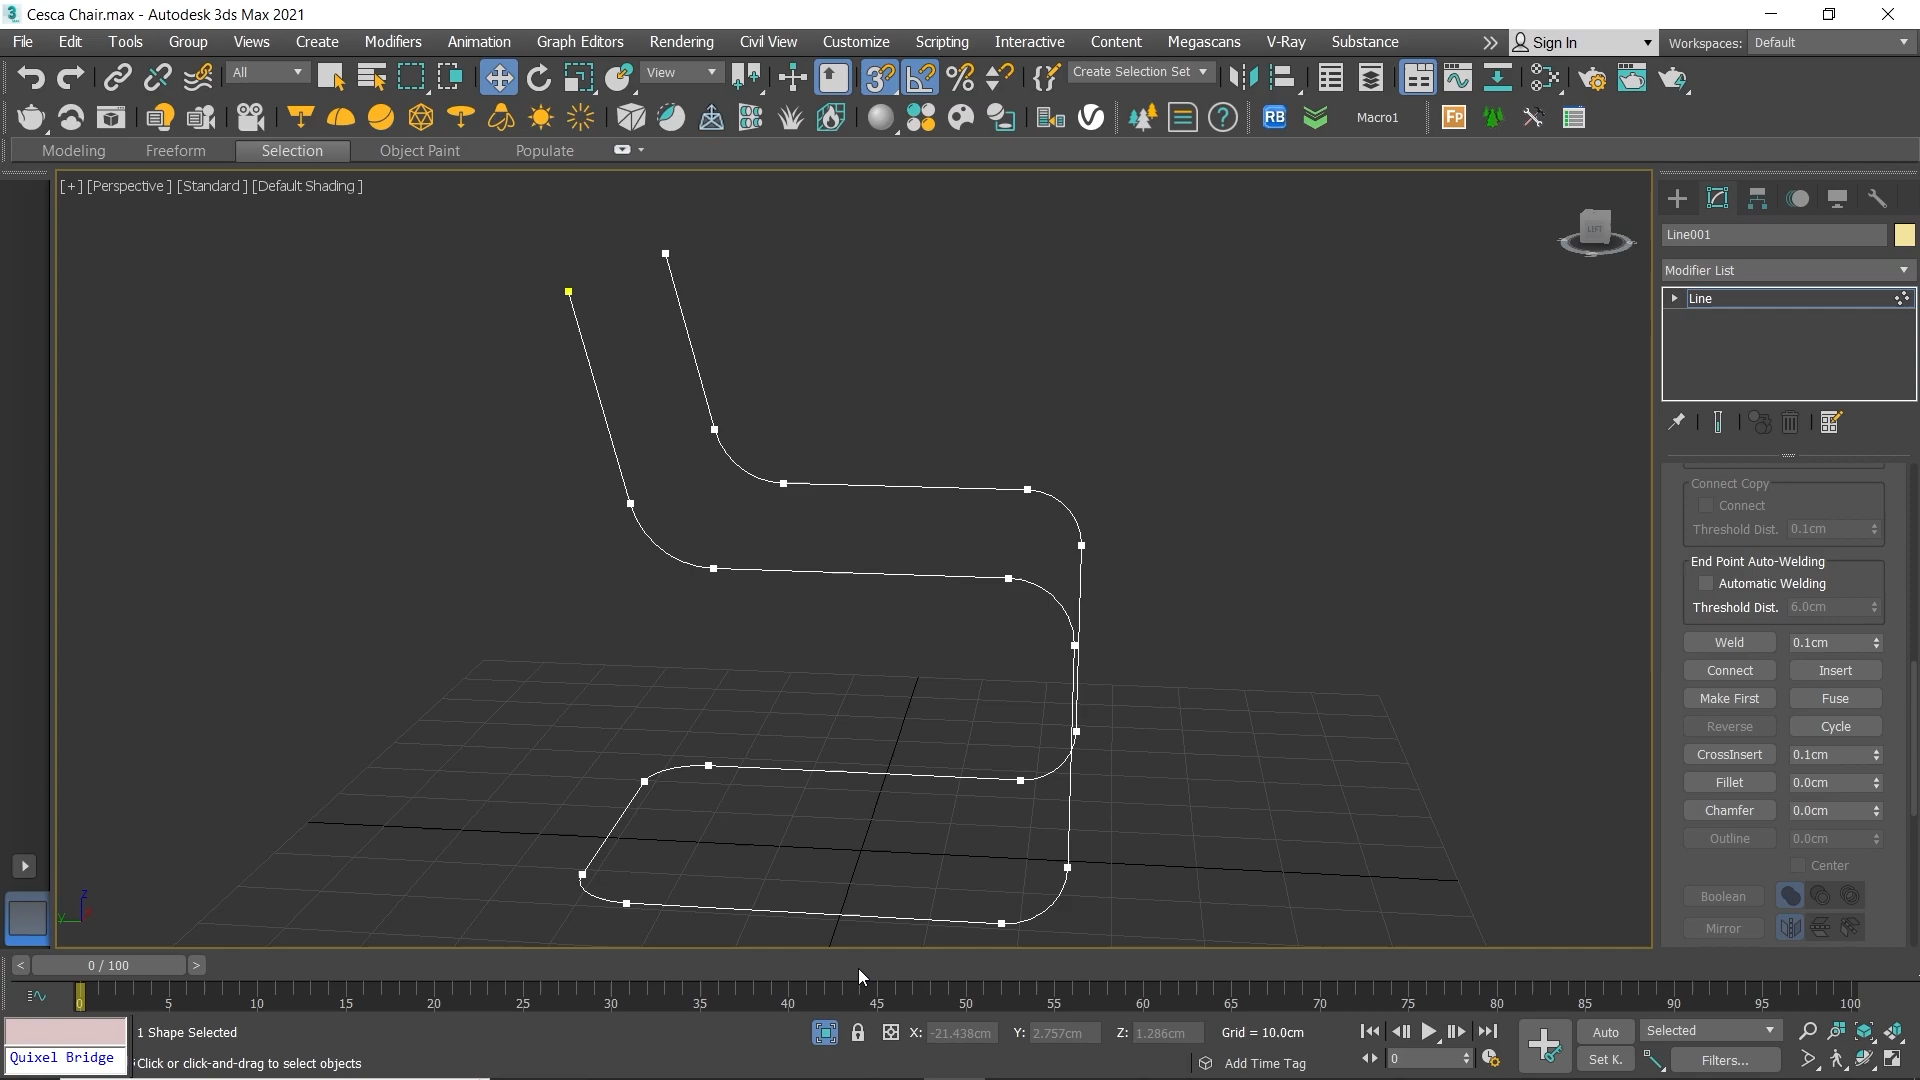 Cesca Chair.max - Autodesk 3ds Max 2021
File Edit Tools Group Views Create Modifiers Animation Graph Editors Rendering Civil View Customize Scripting Interactive Content Megascans V-Ray Substance Sign In Workspaces: Default
All View 3 Create Selection Set
RB Macro1 FP
Modeling Freeform Selection Object Paint Populate
[+] [Perspective ] [Standard ] [Default Shading ]
LEFT
Line001
Modifier List
Line
Connect Copy
Connect
Threshold Dist. 0.1cm
End Point Auto-Welding
Automatic Welding
Threshold Dist. 6.0cm
Weld 0.1cm
Connect Insert
Make First Fuse
Reverse Cycle
CrossInsert 0.1cm
Fillet 0.0cm
Chamfer 0.0cm
Outline 0.0cm
Center
Boolean
Mirror
z
y x
< 0 / 100 >
0 5 10 15 20 25 30 35 40 45 50 55 60 65 70 75 80 85 90 95 100
1 Shape Selected X: -21.438cm Y: 2.757cm Z: 1.286cm Grid = 10.0cm Auto Selected
Quixel Bridge Click or click-and-drag to select objects Add Time Tag 0 Set K. Filters...